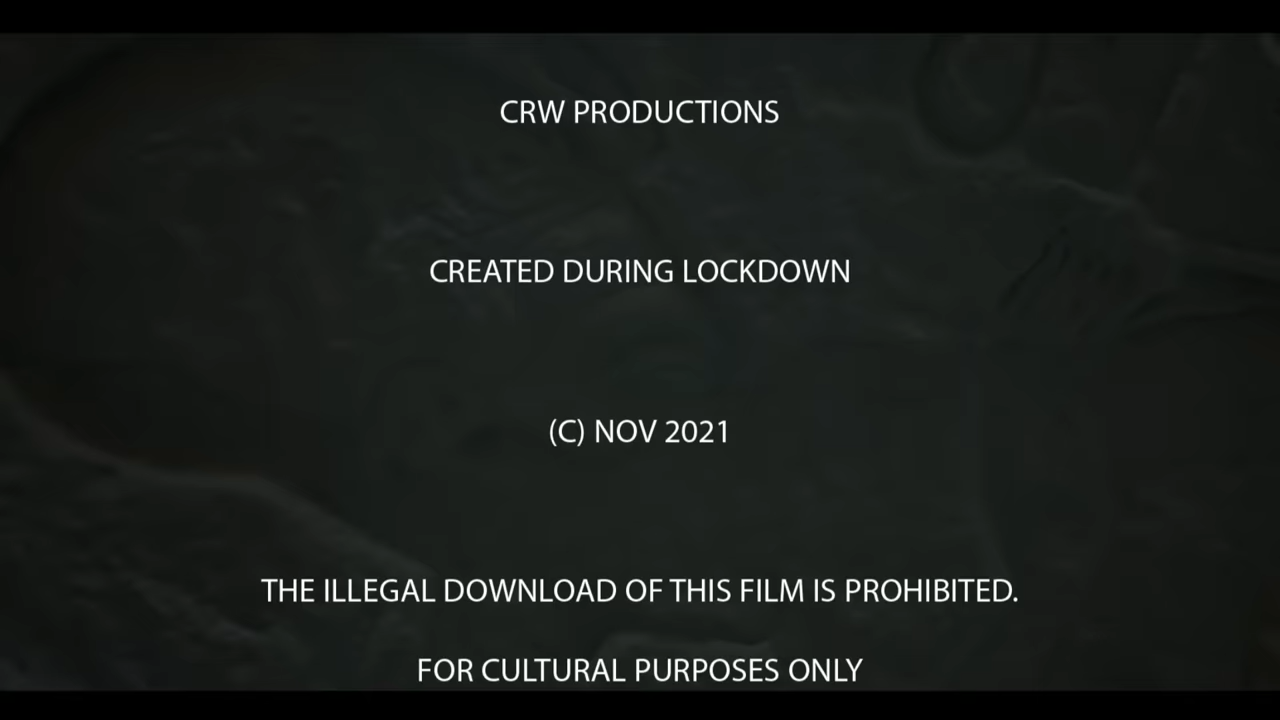 CRW PRODUCTIONS
CREATED DURING LOCKDOWN
(C) NOV 2021
THE ILLEGAL DOWNLOAD OF THIS FILM IS PROHIBITED.
FOR CULTURAL PURPOSES ONLY